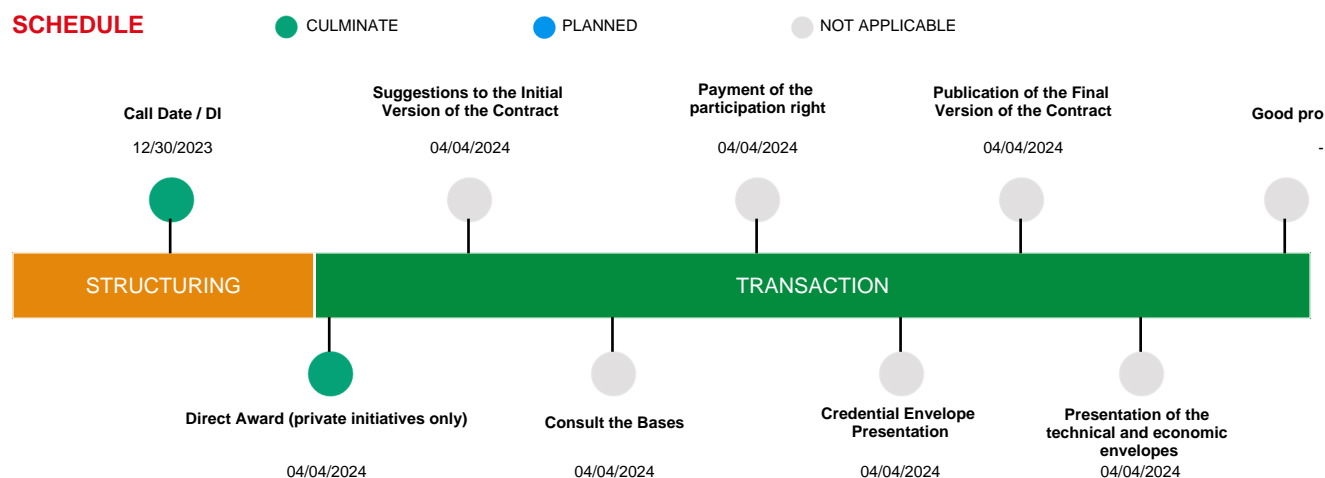 SCHEDULE
CULMINATE
PLANNED
NOT APPLICABLE
Call Date / DI
12/30/2023
Suggestions to the Initial
Version of the Contract
04/04/2024
Payment of the
participation right
04/04/2024
Publication of the Final
Version of the Contract
04/04/2024
Good pro
-
STRUCTURING
TRANSACTION
Direct Award (private initiatives only)
04/04/2024
Consult the Bases
04/04/2024
Credential Envelope
Presentation
04/04/2024
Presentation of the
technical and economic
envelopes
04/04/2024